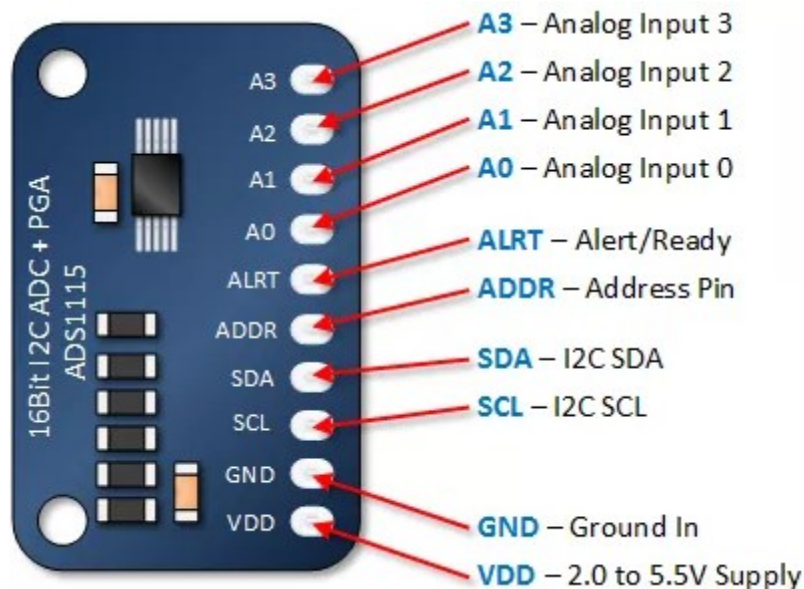 A3 – Analog Input 3
A2 – Analog Input 2
A1 – Analog Input 1
A0 – Analog Input 0
ALRT – Alert/Ready
ADDR – Address Pin
SDA – I2C SDA
SCL – I2C SCL
GND – Ground In
VDD – 2.0 to 5.5V Supply
A3
A2
A1
A0
ALRT
ADDR
SDA
SCL
GND
VDD
16Bit I2C ADC + PGA
ADS1115